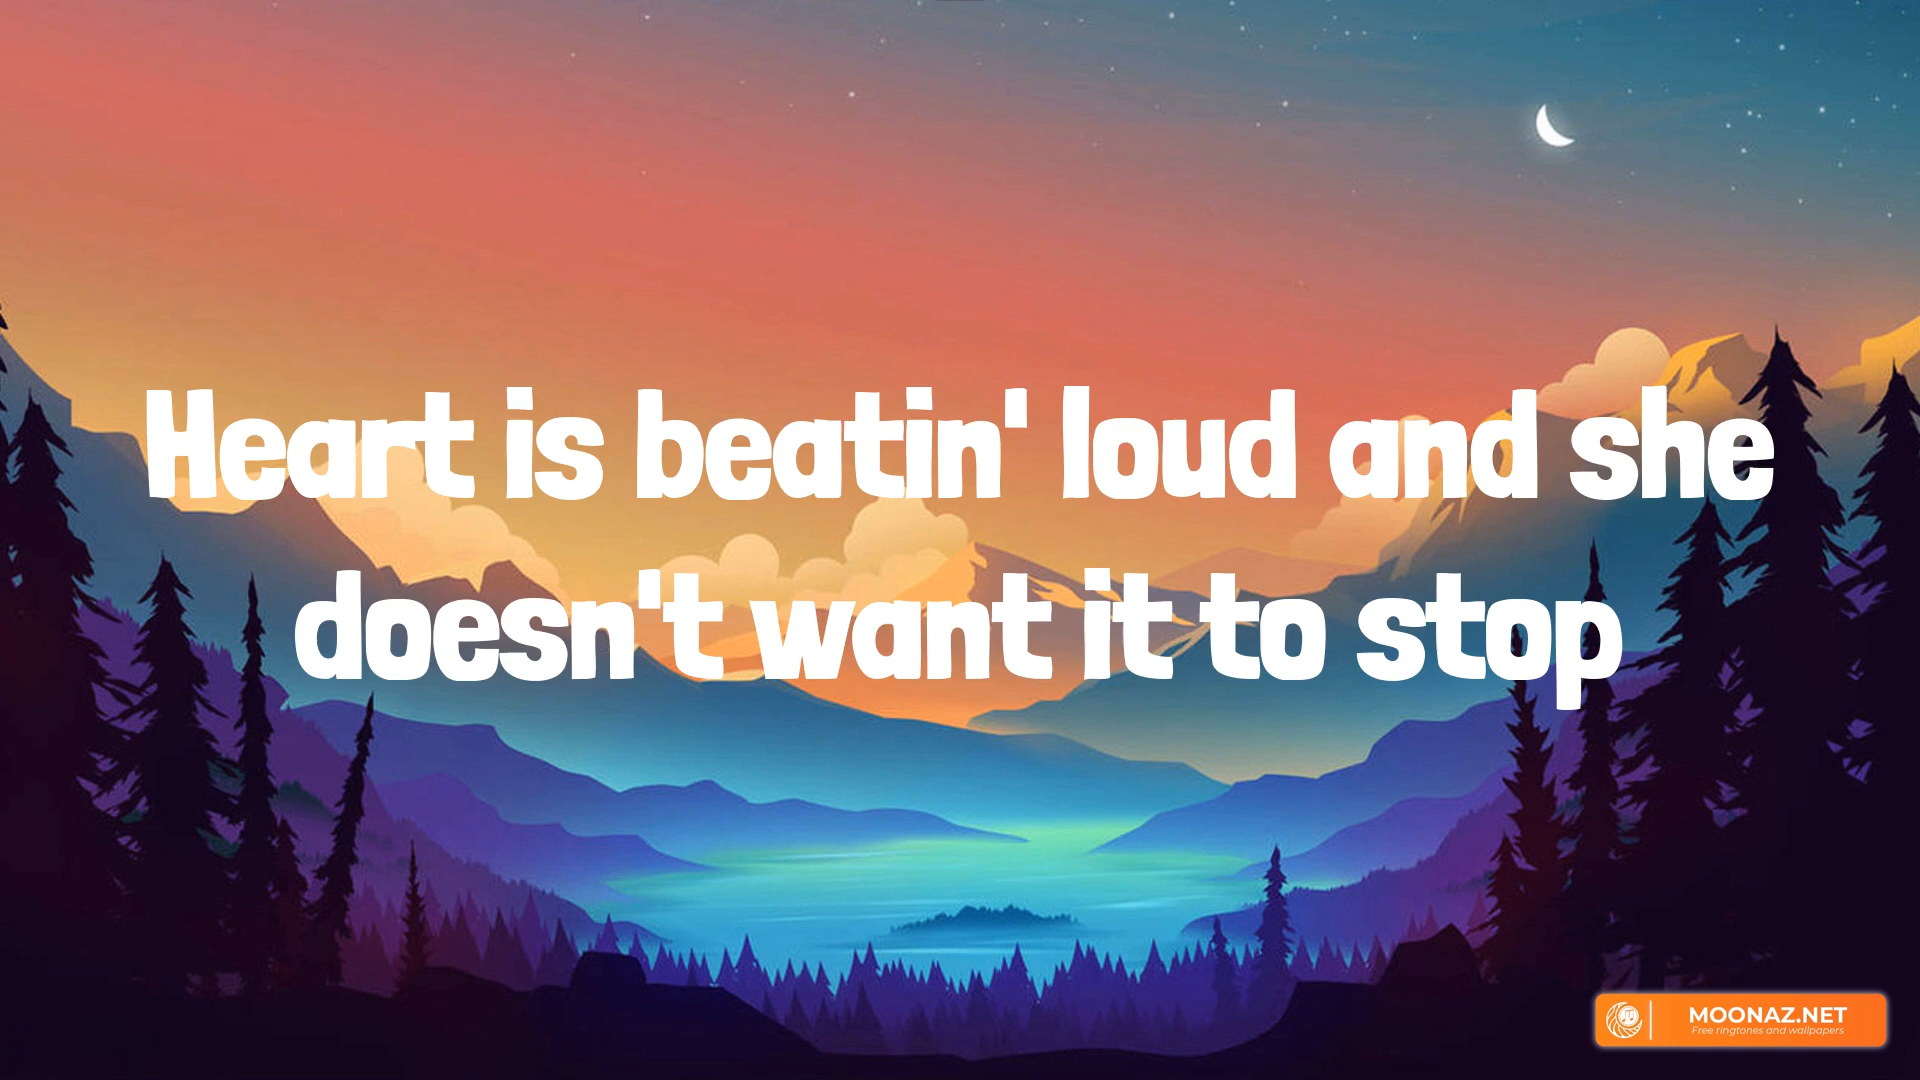 Heart is beatin' loud and she
doesn't want it to stop
MOONAZ.NET
Free ringtones and wallpapers